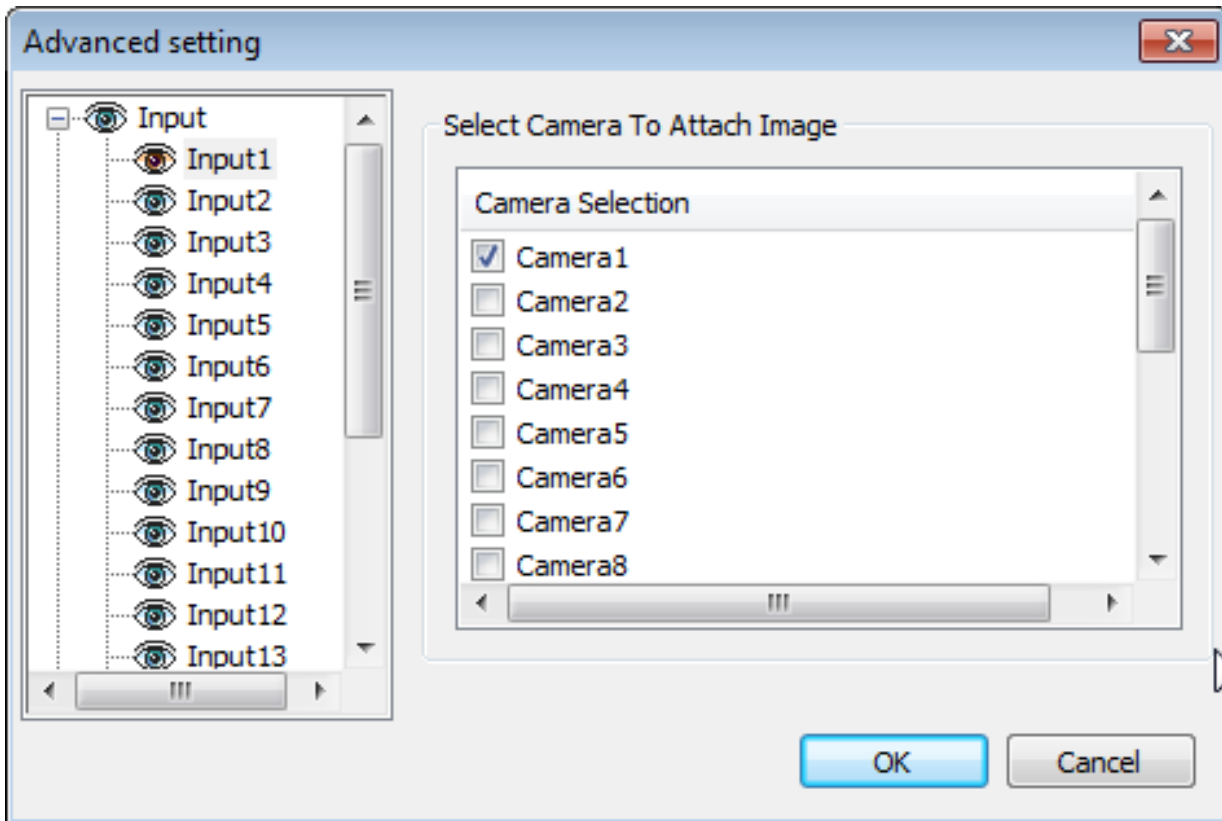 Advanced setting
Input
Input1
Input2
Input3
Input4
Input5
Input6
Input7
Input8
Input9
Input10
Input11
Input12
Input13
Select Camera To Attach Image
Camera Selection
Camera1
Camera2
Camera3
Camera4
Camera5
Camera6
Camera7
Camera8
OK
Cancel